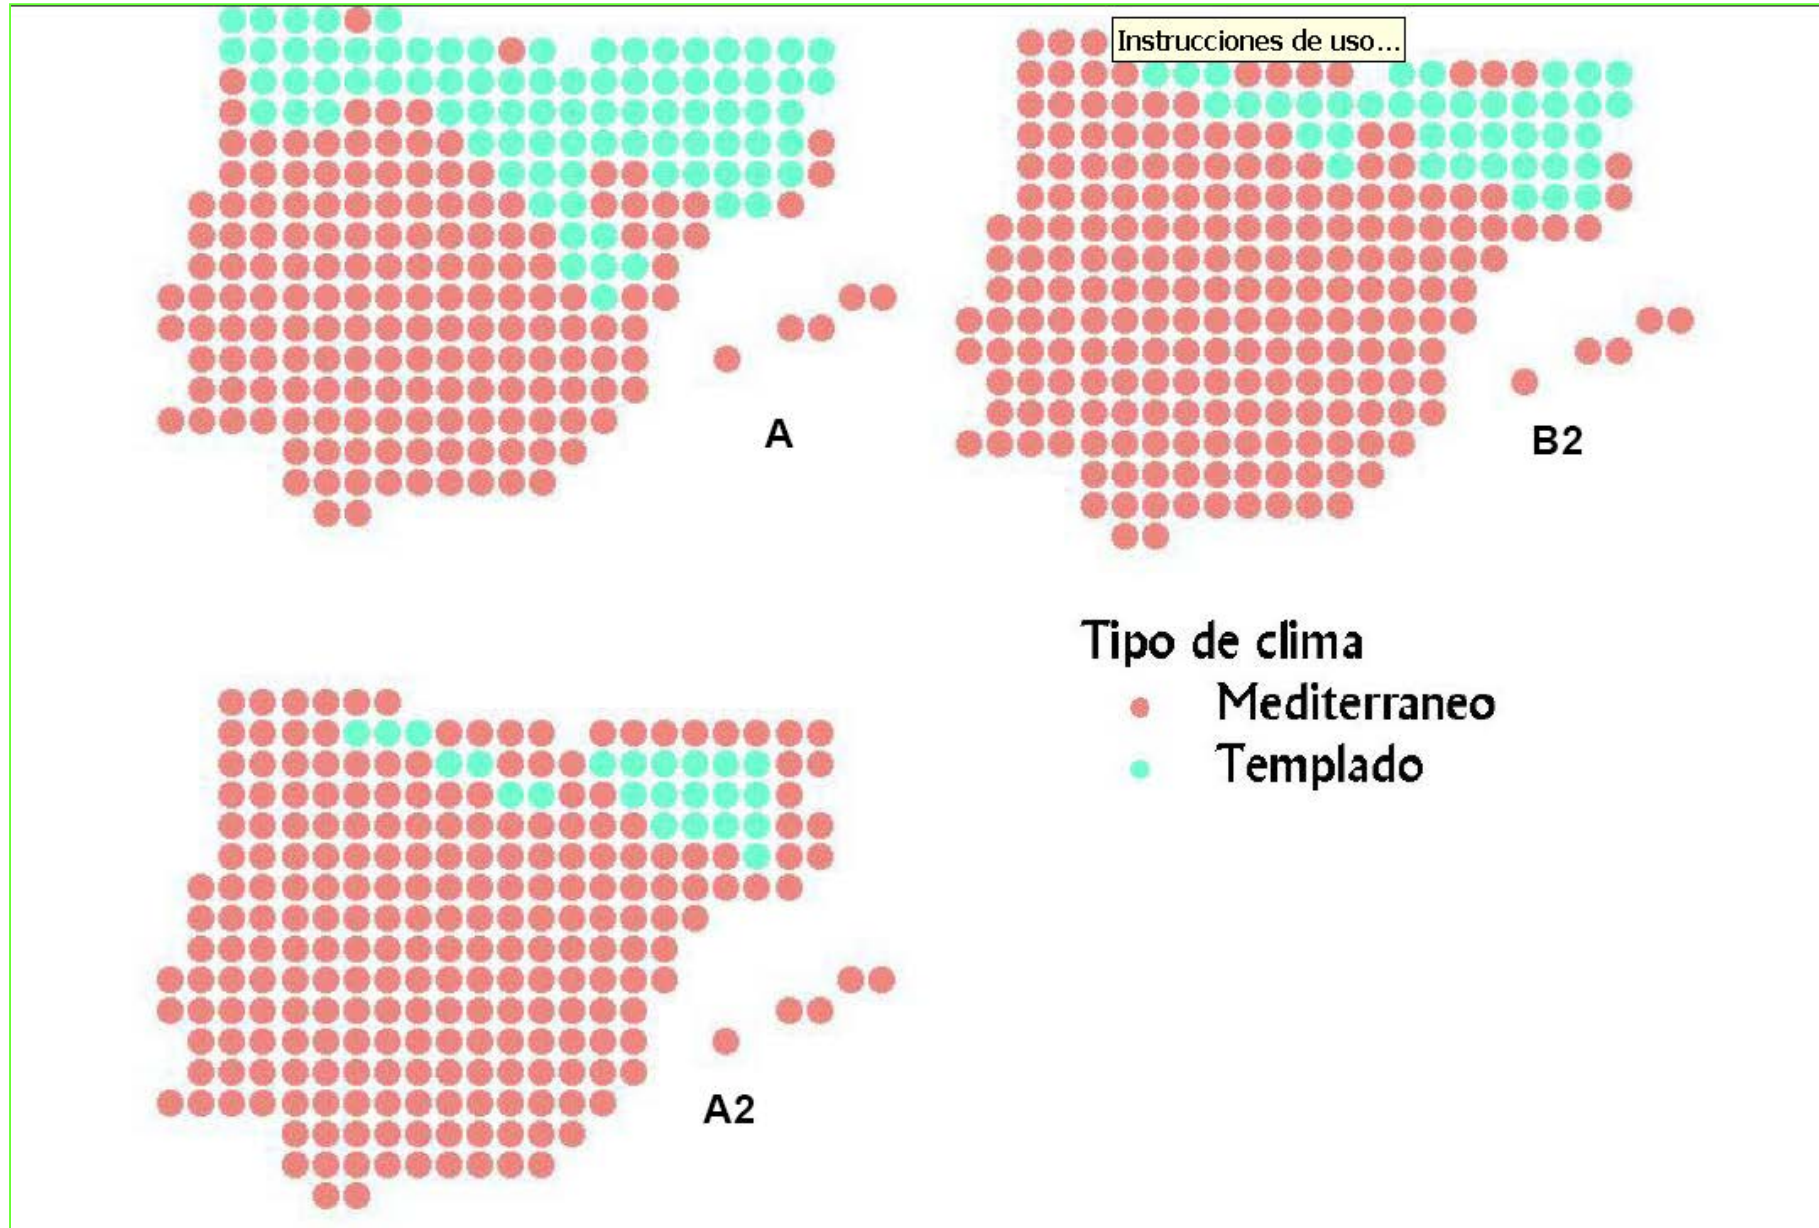 Instrucciones de uso...
A
B2
Tipo de clima
Mediterraneo
Templado
A2